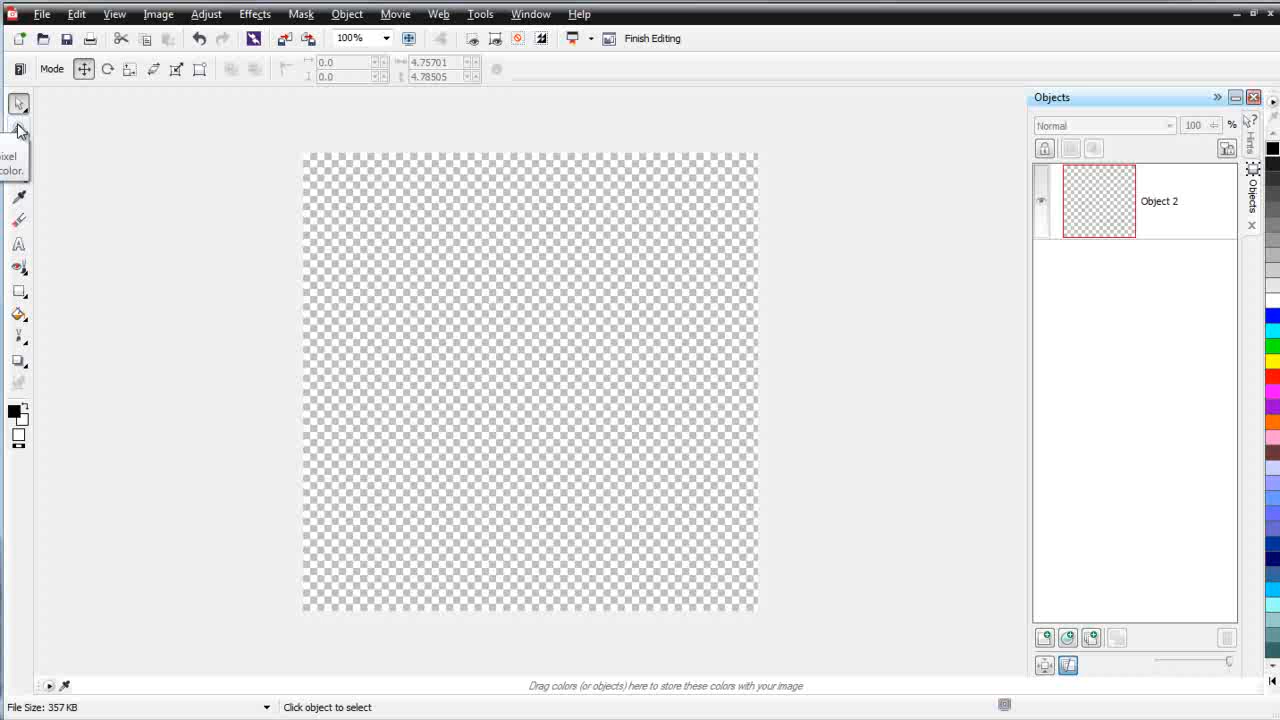 File Edit View Image Adjust Effects Mask Object Movie Web Tools Window Help
100% Finish Editing
Mode 0.0 4.75701
0.0 4.78505
Objects
Normal 100 %
Hints
ixel
color.
Objects
Object 2
A
Drag colors (or objects) here to store these colors with your image
File Size: 357 KB Click object to select